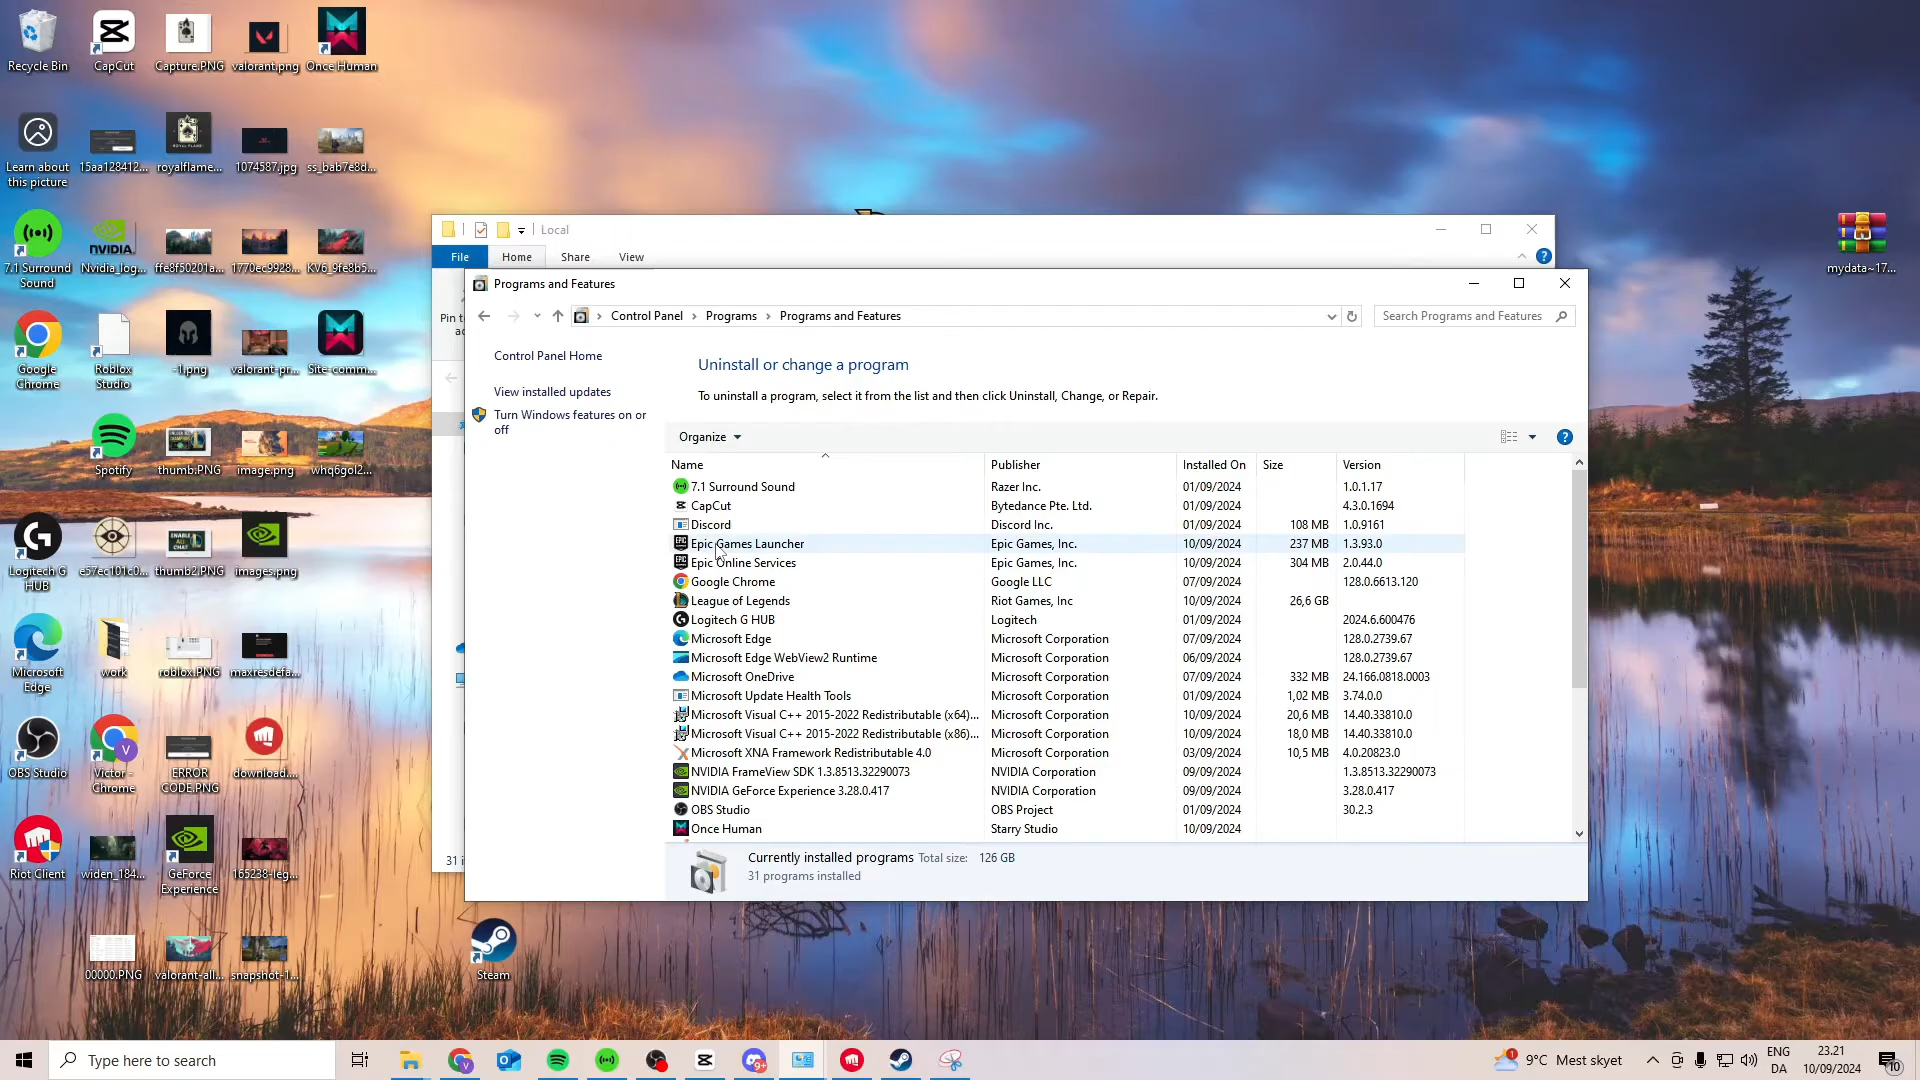 Recycle Bin
CapCut
Capture.PNG
valorant.png
Once Human
Learn about
this picture
15aa128412...
royalflame...
1074587.jpg
ss_bab7e8d...
7.1 Surround
Sound
Nvidia_log...
ffe8f50201a...
1770ec9928...
KV6_9fe8b5...
Google
Chrome
Roblox
Studio
-1.png
valorant-pr...
Site-comm...
Spotify
thumb.PNG
image.png
whq6gol2...
Logitech G
HUB
e57ec101c0...
thumb2.PNG
images.png
Microsoft
Edge
work
roblox.PNG
maxresdefa...
OBS Studio
Victor -
Chrome
ERROR
CODE.PNG
download....
Riot Client
widen_184...
GeForce
Experience
165238-leg...
00000.PNG
valorant-all...
snapshot-1...
Steam
mydata~17...
Local
File
Home
Share
View
Pin to
31 i
Programs and Features
Control Panel
Programs
Programs and Features
Search Programs and Features
Control Panel Home
View installed updates
Turn Windows features on or
off
Uninstall or change a program
To uninstall a program, select it from the list and then click Uninstall, Change, or Repair.
Organize
Name Publisher Installed On Size Version
7.1 Surround Sound Razer Inc. 01/09/2024 1.0.1.17
CapCut Bytedance Pte. Ltd. 01/09/2024 4.3.0.1694
Discord Discord Inc. 01/09/2024 108 MB 1.0.9161
Epic Games Launcher Epic Games, Inc. 10/09/2024 237 MB 1.3.93.0
Epic Online Services Epic Games, Inc. 10/09/2024 304 MB 2.0.44.0
Google Chrome Google LLC 07/09/2024 128.0.6613.120
League of Legends Riot Games, Inc 10/09/2024 26,6 GB
Logitech G HUB Logitech 01/09/2024 2024.6.600476
Microsoft Edge Microsoft Corporation 07/09/2024 128.0.2739.67
Microsoft Edge WebView2 Runtime Microsoft Corporation 06/09/2024 128.0.2739.67
Microsoft OneDrive Microsoft Corporation 07/09/2024 332 MB 24.166.0818.0003
Microsoft Update Health Tools Microsoft Corporation 01/09/2024 1,02 MB 3.74.0.0
Microsoft Visual C++ 2015-2022 Redistributable (x64)... Microsoft Corporation 10/09/2024 20,6 MB 14.40.33810.0
Microsoft Visual C++ 2015-2022 Redistributable (x86)... Microsoft Corporation 10/09/2024 18,0 MB 14.40.33810.0
Microsoft XNA Framework Redistributable 4.0 Microsoft Corporation 03/09/2024 10,5 MB 4.0.20823.0
NVIDIA FrameView SDK 1.3.8513.32290073 NVIDIA Corporation 09/09/2024 1.3.8513.32290073
NVIDIA GeForce Experience 3.28.0.417 NVIDIA Corporation 09/09/2024 3.28.0.417
OBS Studio OBS Project 01/09/2024 30.2.3
Once Human Starry Studio 10/09/2024
Currently installed programs Total size: 126 GB
31 programs installed
Type here to search
9°C Mest skyet
ENG
DA
23.21
10/09/2024